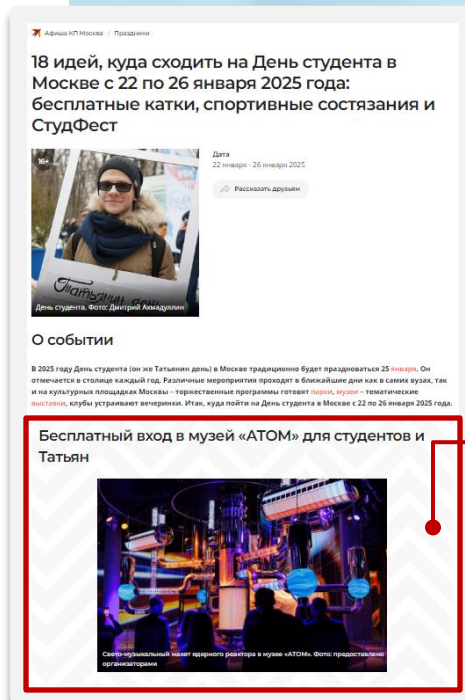 Афиша КП Москва / Праздники
18 идей, куда сходить на День студента в
Москве с 22 по 26 января 2025 года:
бесплатные катки, спортивные состязания и
СтудФест
16+
Дата
22 января - 26 января 2025
Рассказать друзьям
Татьянин день
День студента. Фото: Дмитрий Ахмадуллин
О событии
В 2025 году День студента (он же Татьянин день) в Москве традиционно будет праздноваться 25 января. Он
отмечается в столице каждый год. Различные мероприятия проходят в ближайшие дни как в самих вузах, так
и на культурных площадках Москвы – торжественные программы готовят парки, музеи – тематические
выставки, клубы устраивают вечеринки. Итак, куда пойти на День студента в Москве с 22 по 26 января 2025 года.
Бесплатный вход в музей «АТОМ» для студентов и
Татьян
Свето-музыкальный макет ядерного реактора в музее «АТОМ». Фото: предоставлено
организаторами